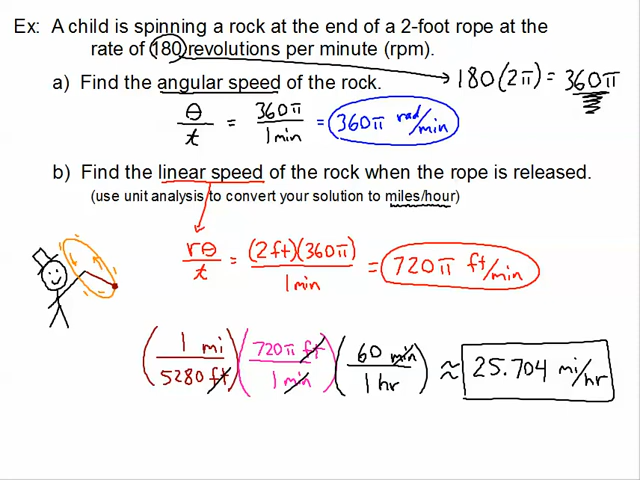 Ex: A child is spinning a rock at the end of a 2-foot rope at the
rate of 180 revolutions per minute (rpm).
180(2π) = 360π
a) Find the angular speed of the rock.
θ/t = 360π/1 min = 360π rad/min
b) Find the linear speed of the rock when the rope is released.
(use unit analysis to convert your solution to miles/hour)
rθ/t = (2ft)(360π)/1 min = 720π ft/min
(1 mi/5280 ft)(720π ft/1 min)(60 min/1 hr) ≈ 25.704 mi/hr